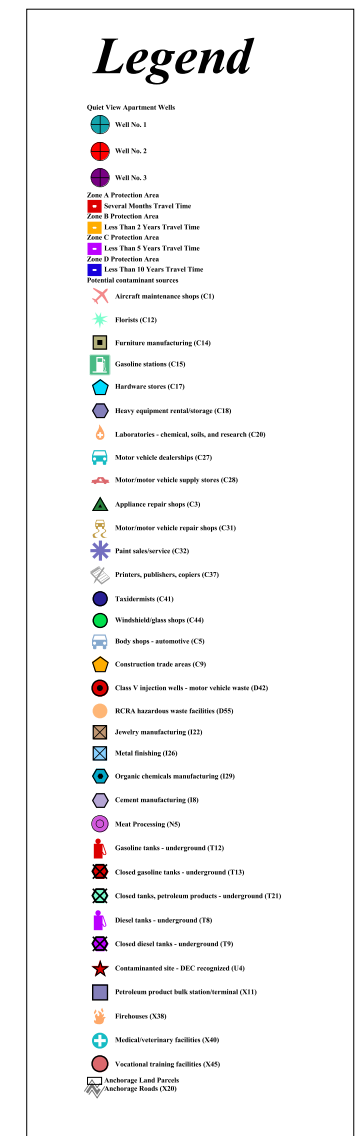 Legend
Quiet View Apartment Wells
Well No. 1
Well No. 2
Well No. 3
Zone A Protection Area
Several Months Travel Time
Zone B Protection Area
Less Than 2 Years Travel Time
Zone C Protection Area
Less Than 5 Years Travel Time
Zone D Protection Area
Less Than 10 Years Travel Time
Potential contaminant sources
Aircraft maintenance shops (C1)
Florists (C12)
Furniture manufacturing (C14)
Gasoline stations (C15)
Hardware stores (C17)
Heavy equipment rental/storage (C18)
Laboratories - chemical, soils, and research (C20)
Motor vehicle dealerships (C27)
Motor/motor vehicle supply stores (C28)
Appliance repair shops (C3)
Motor/motor vehicle repair shops (C31)
Paint sales/service (C32)
Printers, publishers, copiers (C37)
Taxidermists (C41)
Windshield/glass shops (C44)
Body shops - automotive (C5)
Construction trade areas (C9)
Class V injection wells - motor vehicle waste (D42)
RCRA hazardous waste facilities (D55)
Jewelry manufacturing (I22)
Metal finishing (I26)
Organic chemicals manufacturing (I29)
Cement manufacturing (I8)
Meat Processing (N5)
Gasoline tanks - underground (T12)
Closed gasoline tanks - underground (T13)
Closed tanks, petroleum products - underground (T21)
Diesel tanks - underground (T8)
Closed diesel tanks - underground (T9)
Contaminanted site - DEC recognized (U4)
Petroleum product bulk station/terminal (X11)
Firehouses (X38)
Medical/veterinary facilities (X40)
Vocational training facilities (X45)
Anchorage Land Parcels
Anchorage Roads (X20)